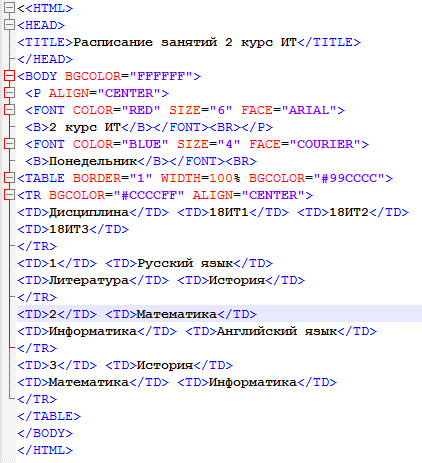 <<HTML>
<HEAD>
<TITLE>Расписание занятий 2 курс ИТ</TITLE>
</HEAD>
<BODY BGCOLOR="FFFFFF">
<P ALIGN="CENTER">
<FONT COLOR="RED" SIZE="6" FACE="ARIAL">
<B>2 курс ИТ</B></FONT><BR></P>
<FONT COLOR="BLUE" SIZE="4" FACE="COURIER">
<B>Понедельник</B></FONT><BR>
<TABLE BORDER="1" WIDTH=100% BGCOLOR="#99CCCC">
<TR BGCOLOR="#CCCCFF" ALIGN="CENTER">
<TD>Дисциплина</TD> <TD>18ИТ1</TD> <TD>18ИТ2</TD>
<TD>18ИТ3</TD>
</TR>
<TD>1</TD> <TD>Русский язык</TD>
<TD>Литература</TD> <TD>История</TD>
</TR>
<TD>2</TD> <TD>Математика</TD>
<TD>Информатика</TD> <TD>Английский язык</TD>
</TR>
<TD>3</TD> <TD>История</TD>
<TD>Математика</TD> <TD>Информатика</TD>
</TR>
</TABLE>
</BODY>
</HTML>